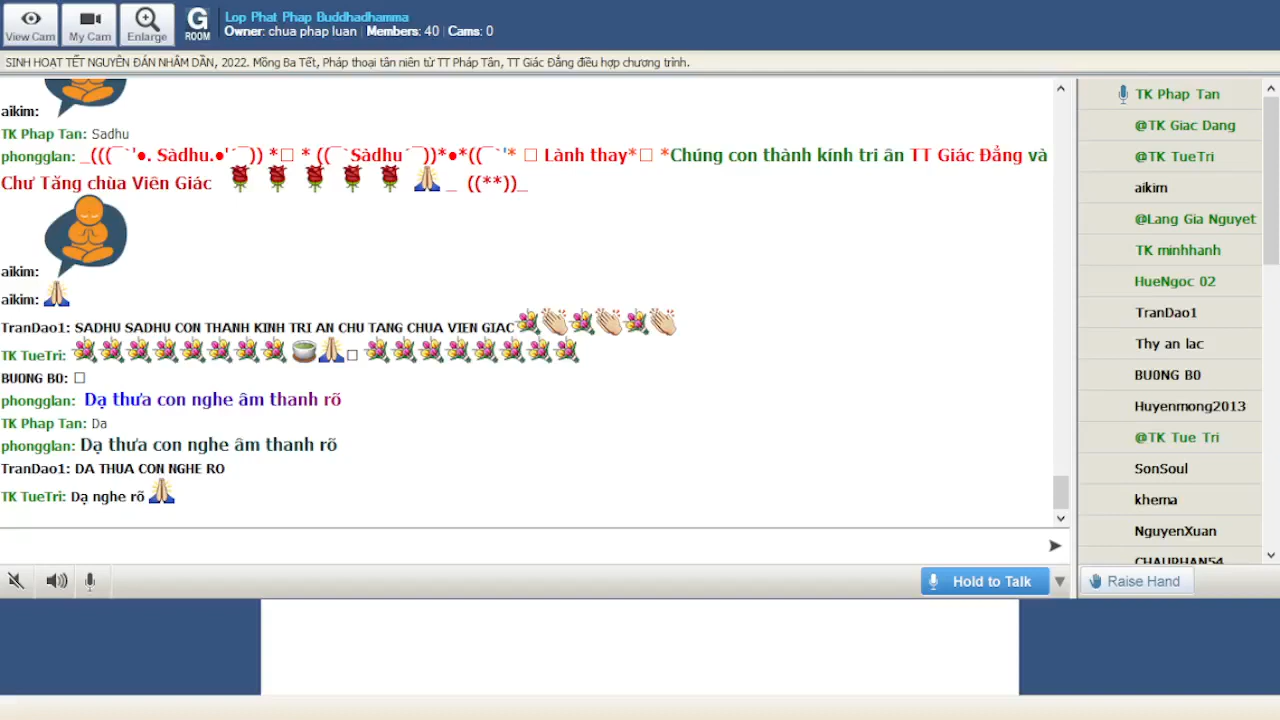 View Cam
My Cam
Enlarge
G
ROOM
Lop Phat Phap Buddhadhamma
Owner: chua phap luan | Members: 40 | Cams: 0
SINH HOẠT TẾT NGUYÊN ĐÁN NHÂM DẦN, 2022. Mồng Ba Tết, Pháp thoại tân niên từ TT Pháp Tân, TT Giác Đẳng điều hợp chương trình.
aikim:
TK Phap Tan: Sadhu
phongglan: _(((¯`'●. Sàdhu.●'´¯)) *□ * ((¯`Sàdhu´¯))*●*((¯`'* □ Lành thay*□ *Chúng con thành kính tri ân TT Giác Đẳng và
Chư Tăng chùa Viên Giác 🌹 🌹 🌹 🌹 🌹 🙏 _ ((**))_
aikim:
aikim: 🙏
TranDao1: SADHU SADHU CON THANH KINH TRI AN CHU TANG CHUA VIEN GIAC💐👏💐👏💐👏
TK TueTri: 💐💐💐💐💐💐💐💐🍵🙏□ 💐💐💐💐💐💐💐💐
BU0NG B0: □
phongglan: Dạ thưa con nghe âm thanh rõ
TK Phap Tan: Da
phongglan: Dạ thưa con nghe âm thanh rõ
TranDao1: DA THUA CON NGHE RO
TK TueTri: Dạ nghe rõ 🙏
Hold to Talk
TK Phap Tan
@TK Giac Dang
@TK TueTri
aikim
@Lang Gia Nguyet
TK minhhanh
HueNgoc 02
TranDao1
Thy an lac
BU0NG B0
Huyenmong2013
@TK Tue Tri
SonSoul
khema
NguyenXuan
CHAUPHAN54
Raise Hand